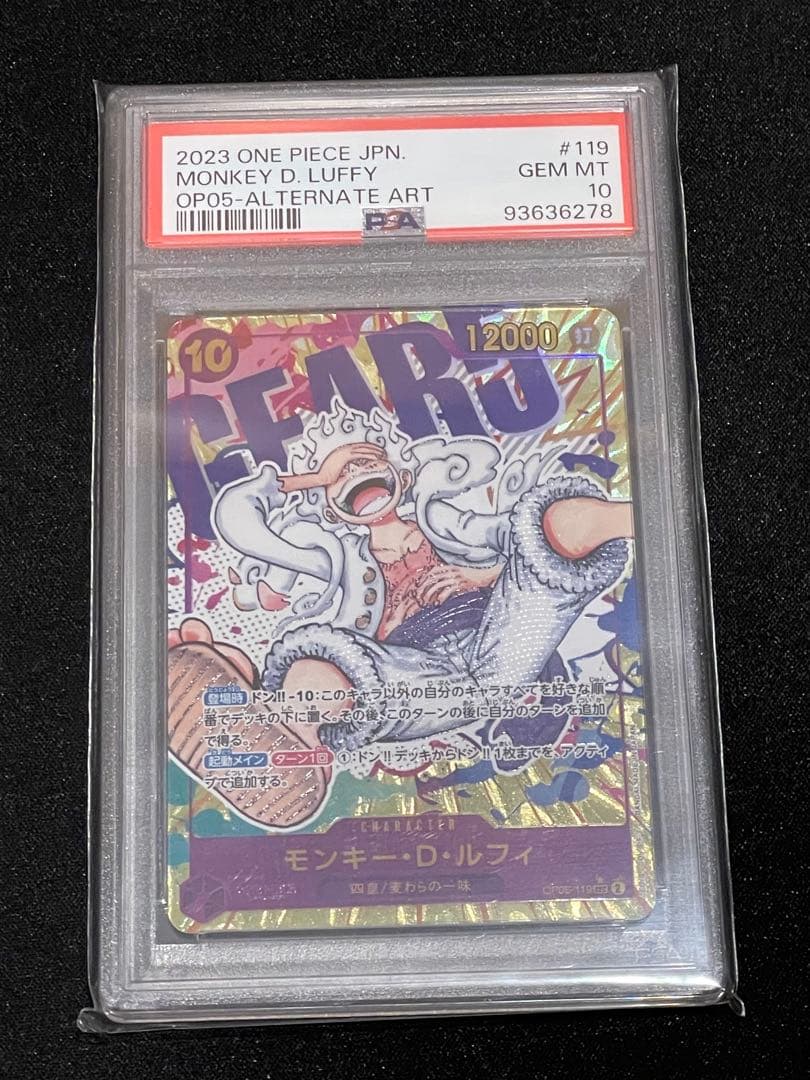 2023 ONE PIECE JPN. #119
MONKEY D. LUFFY GEM MT
OP05-ALTERNATE ART 10
PSA 93636278
10 12000
GEAR5
登場時 ドン!!-10:このキャラ以外の自分のキャラすべてを好きな順
番でデッキの下に置く。その後、このターンの後に自分のターンを追加
で得る。
起動メイン ターン1回 ①:ドン!!デッキからドン!!1枚までを、アクティ
ブで追加する。
CHARACTER
モンキー・D・ルフィ
四皇/麦わらの一味
OP05-119 SEC 2